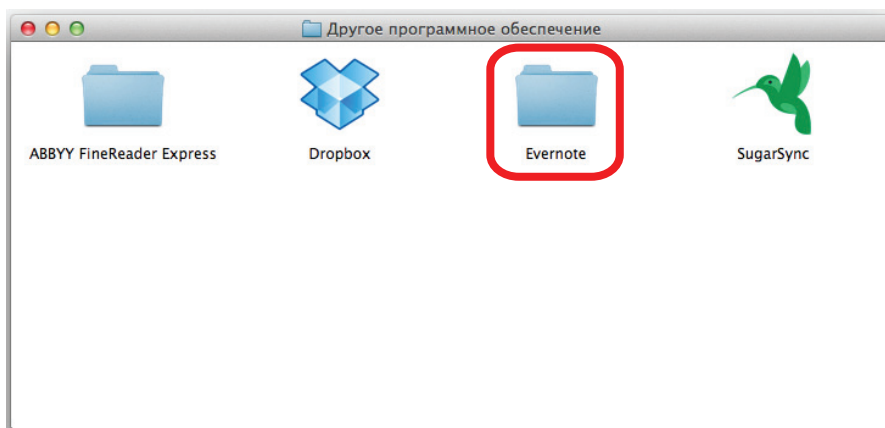 Другое программное обеспечение
ABBYY FineReader Express
Dropbox
Evernote
SugarSync